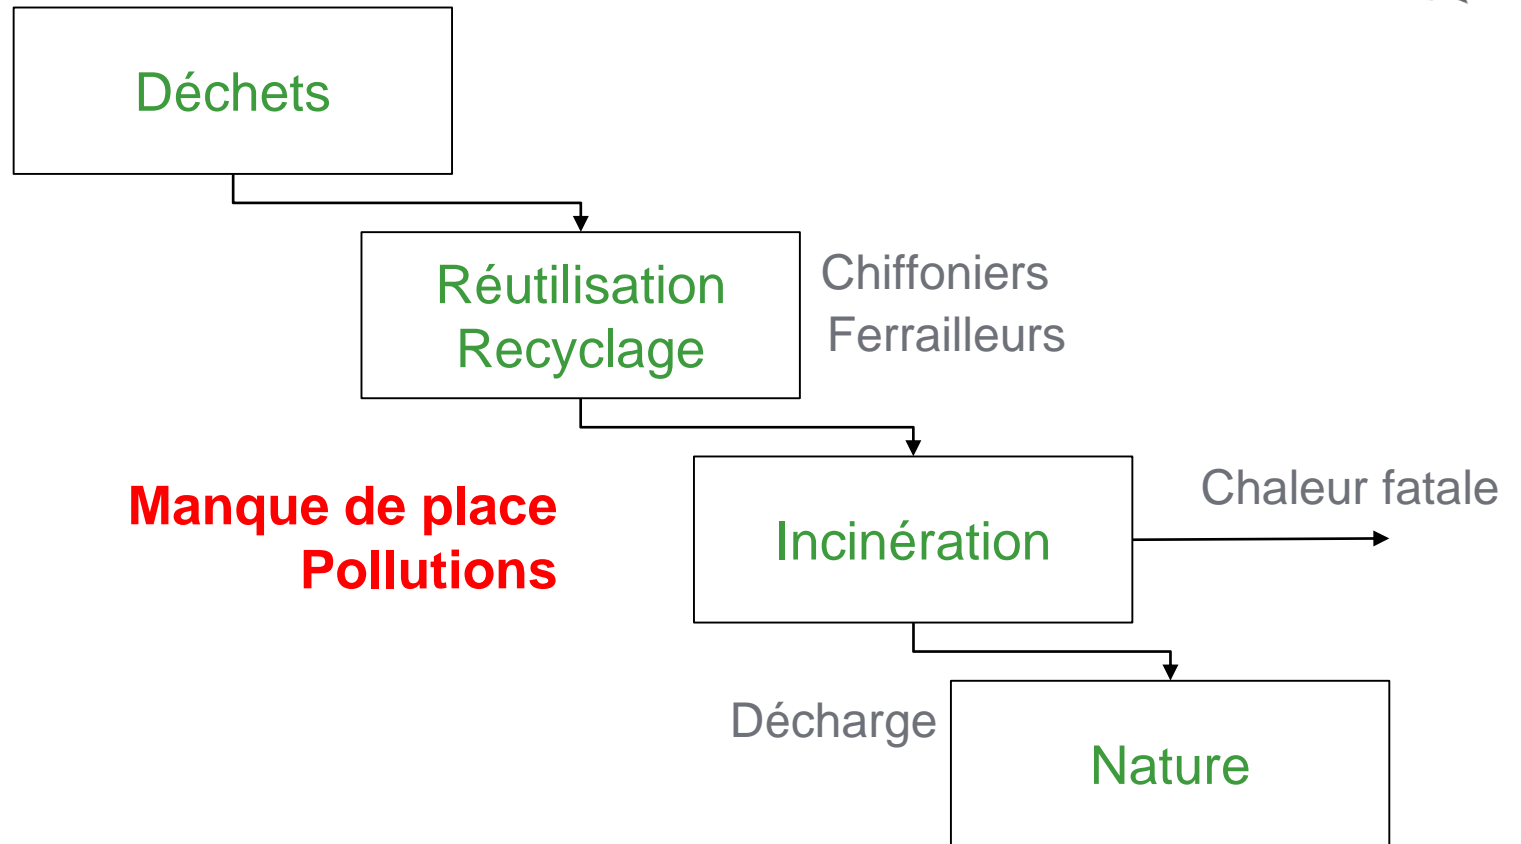 Déchets
Réutilisation
Recyclage
Chiffoniers
Ferrailleurs
Manque de place
Pollutions
Incinération
Chaleur fatale
Décharge
Nature